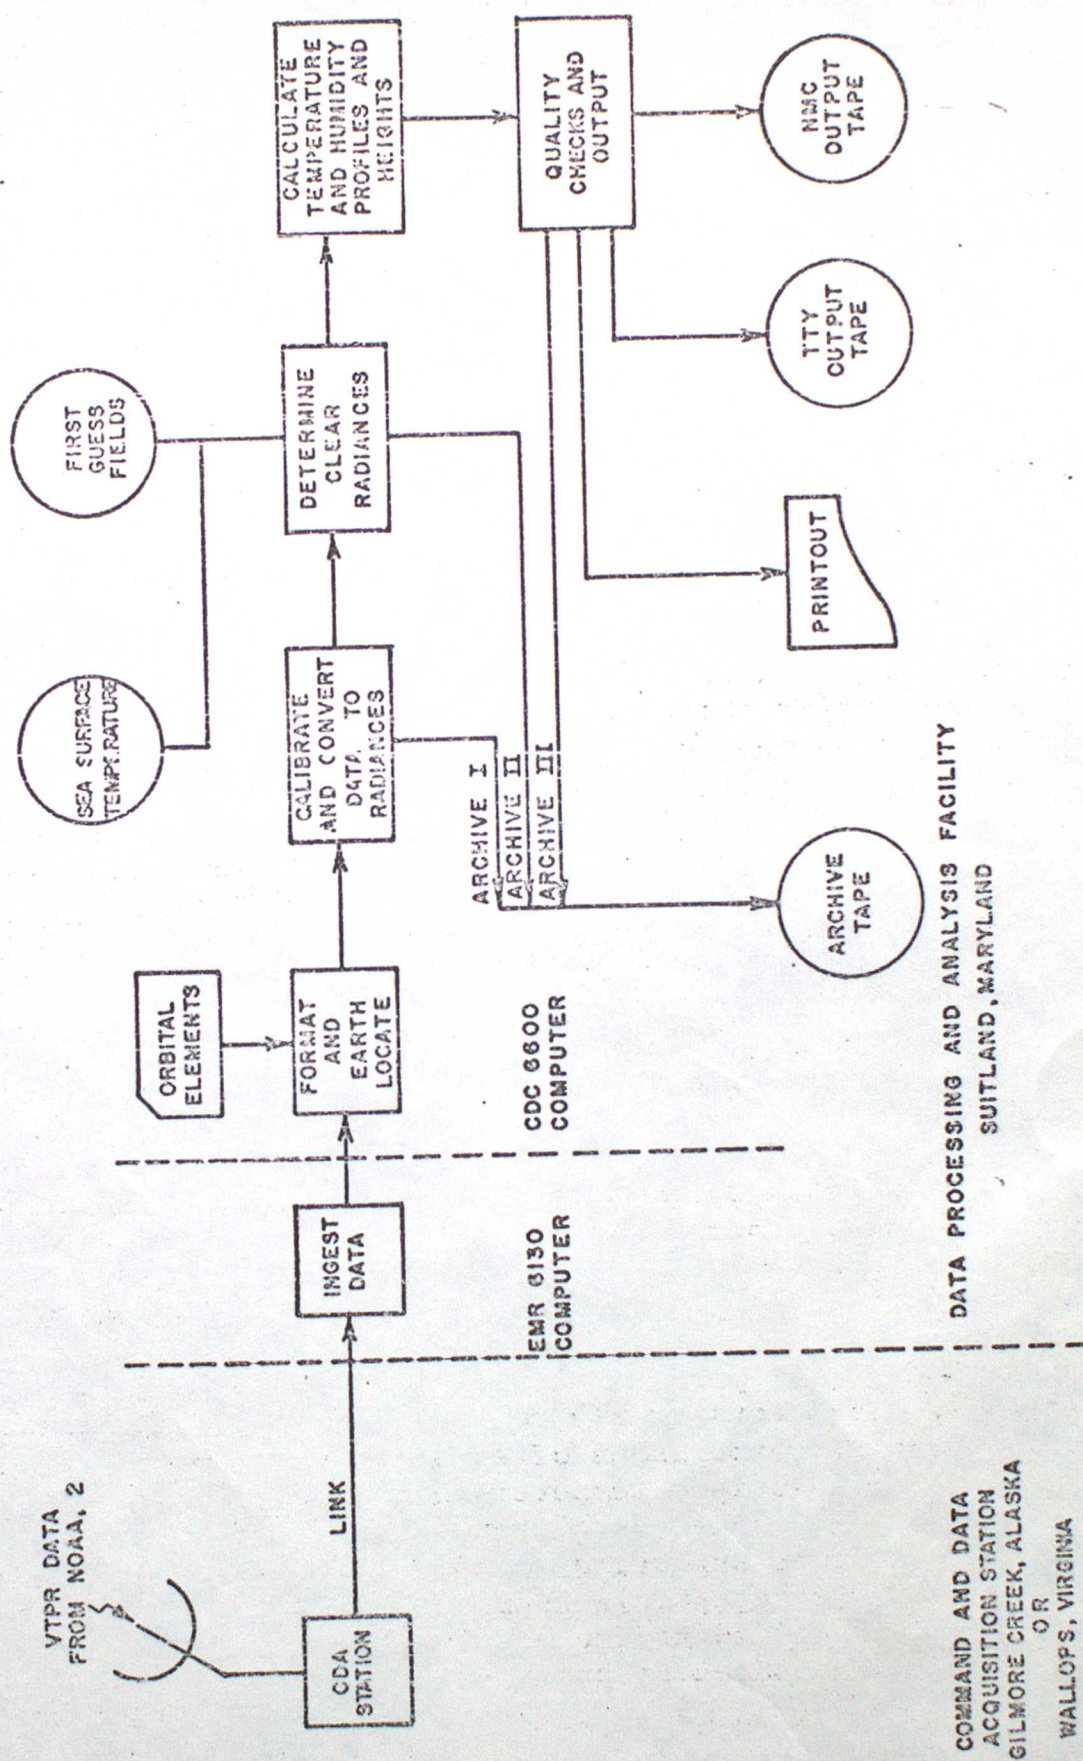 VTPR DATA
FROM NOAA, 2
CDA
STATION
LINK
INGEST
DATA
ORBITAL
ELEMENTS
FORMAT
AND
EARTH
LOCATE
SEA SURFACE
TEMPERATURE
FIRST
GUESS
FIELDS
CALIBRATE
AND CONVERT
DATA TO
RADIANCES
DETERMINE
CLEAR
RADIANCES
CALCULATE
TEMPERATURE
AND HUMIDITY
PROFILES AND
HEIGHTS
QUALITY
CHECKS AND
OUTPUT
ARCHIVE I
ARCHIVE II
ARCHIVE III
EMR 6130
COMPUTER
CDC 6600
COMPUTER
ARCHIVE
TAPE
PRINTOUT
TTY
OUTPUT
TAPE
NMC
OUTPUT
TAPE
COMMAND AND DATA
ACQUISITION STATION
GILMORE CREEK, ALASKA
OR
WALLOPS, VIRGINIA
DATA PROCESSING AND ANALYSIS FACILITY
SUITLAND, MARYLAND